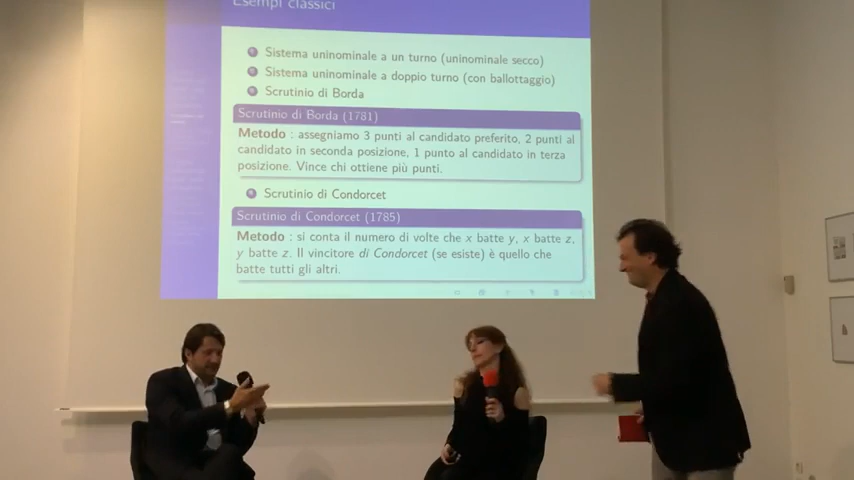 Esempi classici
Sistema uninominale a un turno (uninominale secco)
Sistema uninominale a doppio turno (con ballottaggio)
Scrutinio di Borda
Scrutinio di Borda (1781)
Metodo : assegniamo 3 punti al candidato preferito, 2 punti al
candidato in seconda posizione, 1 punto al candidato in terza
posizione. Vince chi ottiene più punti.
Scrutinio di Condorcet
Scrutinio di Condorcet (1785)
Metodo : si conta il numero di volte che x batte y, x batte z,
y batte z. Il vincitore di Condorcet (se esiste) è quello che
batte tutti gli altri.